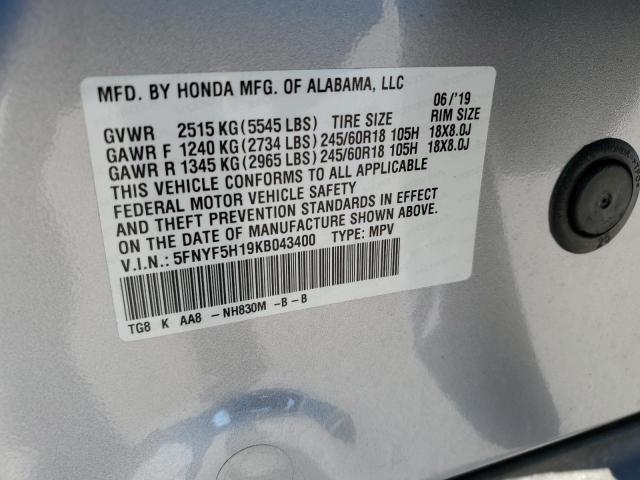 MFD. BY HONDA MFG. OF ALABAMA, LLC
06/'19
GVWR 2515 KG(5545 LBS) TIRE SIZE RIM SIZE
GAWR F 1240 KG(2734 LBS)245/60R18 105H 18X8.0J
GAWR R 1345 KG(2965 LBS)245/60R18 105H 18X8.0J
THIS VEHICLE CONFORMS TO ALL APPLICABLE
FEDERAL MOTOR VEHICLE SAFETY
AND THEFT PREVENTION STANDARDS IN EFFECT
ON THE DATE OF MANUFACTURE SHOWN ABOVE.
V.I.N.: 5FNYF5H19KB043400 TYPE: MPV
TG8 K AA8 -NH830M -B-B
20